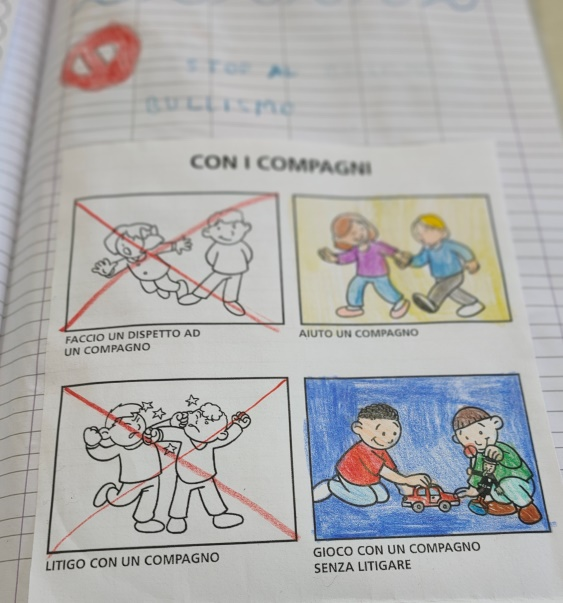 STOP AL
BULLISMO
CON I COMPAGNI
FACCIO UN DISPETTO AD
UN COMPAGNO
AIUTO UN COMPAGNO
LITIGO CON UN COMPAGNO
GIOCO CON UN COMPAGNO
SENZA LITIGARE